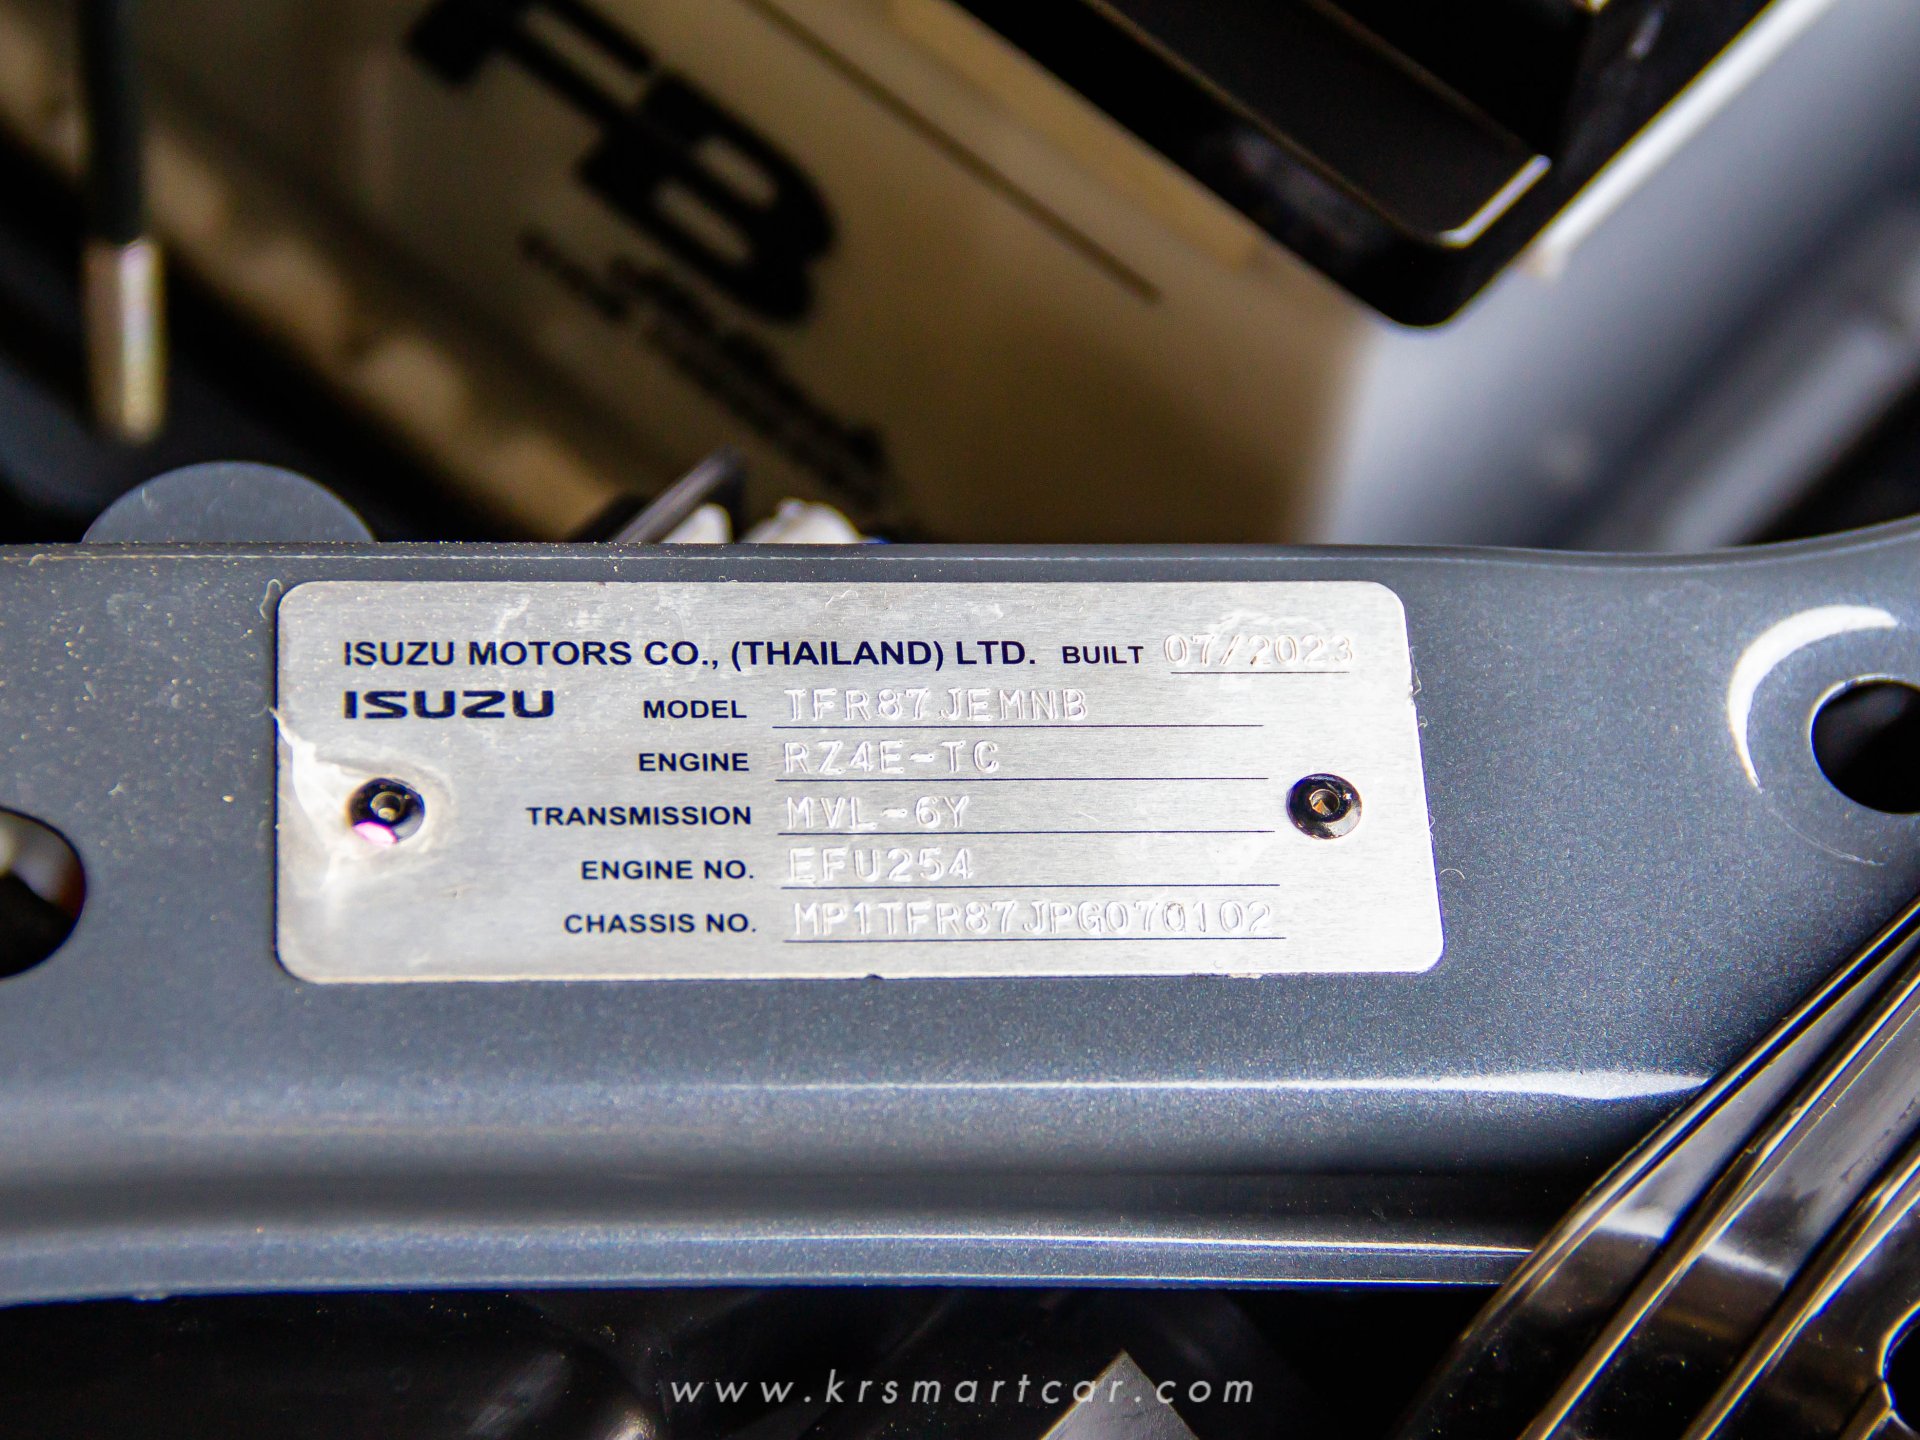 ISUZU MOTORS CO., (THAILAND) LTD. BUILT 07/2023
ISUZU MODEL TFR87JEMNB
ENGINE RZ4E-TC
TRANSMISSION MVL-6Y
ENGINE NO. EFU254
CHASSIS NO. MP1TFR87JPG070102
www.krsmartcar.com